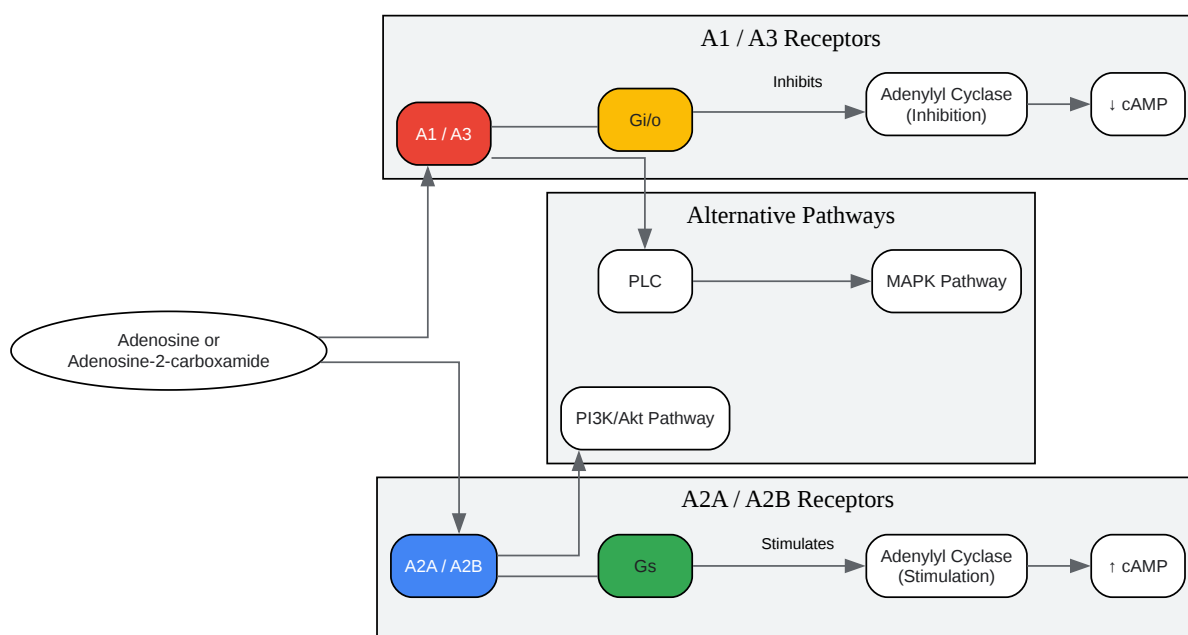 A1 / A3 Receptors
Inhibits
A1 / A3
Gi/o
Adenylyl Cyclase
(Inhibition)
↓ cAMP
Alternative Pathways
PLC
MAPK Pathway
Adenosine or
Adenosine-2-carboxamide
PI3K/Akt Pathway
A2A / A2B Receptors
Stimulates
A2A / A2B
Gs
Adenylyl Cyclase
(Stimulation)
↑ cAMP